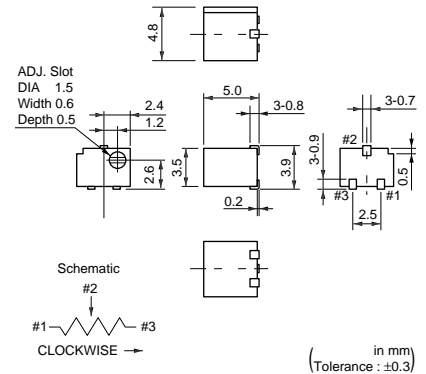 4.8
ADJ. Slot
DIA 1.5
Width 0.6
Depth 0.5
2.4
1.2
2.6
5.0
3-0.8
3.5
3.9
0.2
3-0.7
3-0.9
#2
0.5
#3
#1
2.5
Schematic
#2
#1
#3
CLOCKWISE
in mm
(Tolerance : ±0.3)